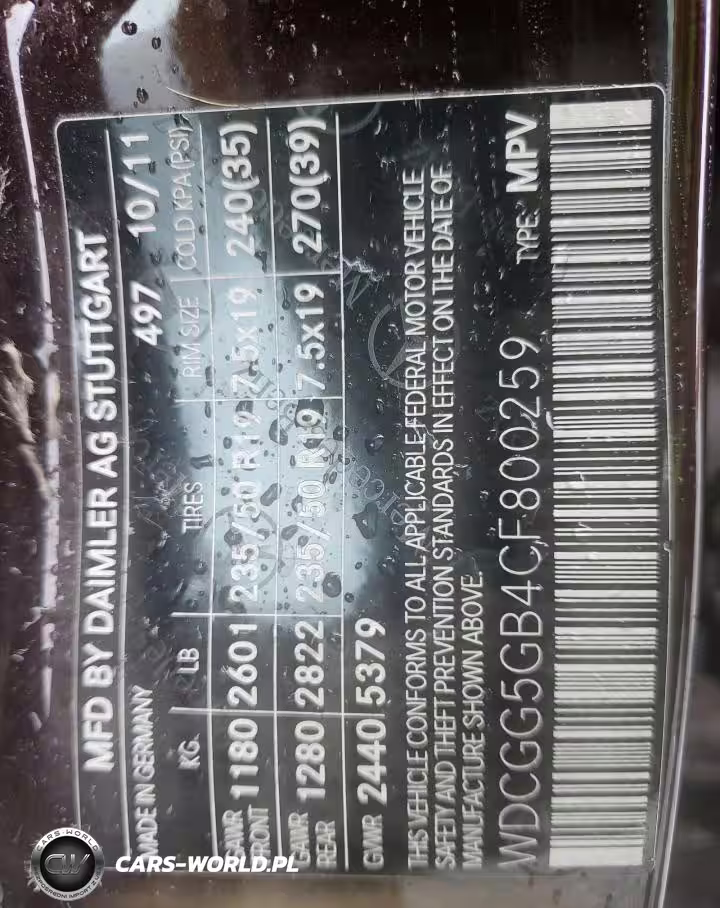 MFD BY DAIMLER AG STUTTGART
MADE IN GERMANY 497 10/11
KG. LB TIRES RIM SIZE COLD KPA (PSI)
GAWR FRONT 1180 2601 235/50 R19 7.5x19 240(35)
GAWR REAR 1280 2822 235/50 R19 7.5x19 270(39)
GVWR 2440 5379
THIS VEHICLE CONFORMS TO ALL APPLICABLE FEDERAL MOTOR VEHICLE
SAFETY AND THEFT PREVENTION STANDARDS IN EFFECT ON THE DATE OF
MANUFACTURE SHOWN ABOVE.
WDCGG5GB4CF800259 TYPE: MPV
CARS-WORLD
CW
CARS-WORLD.PL